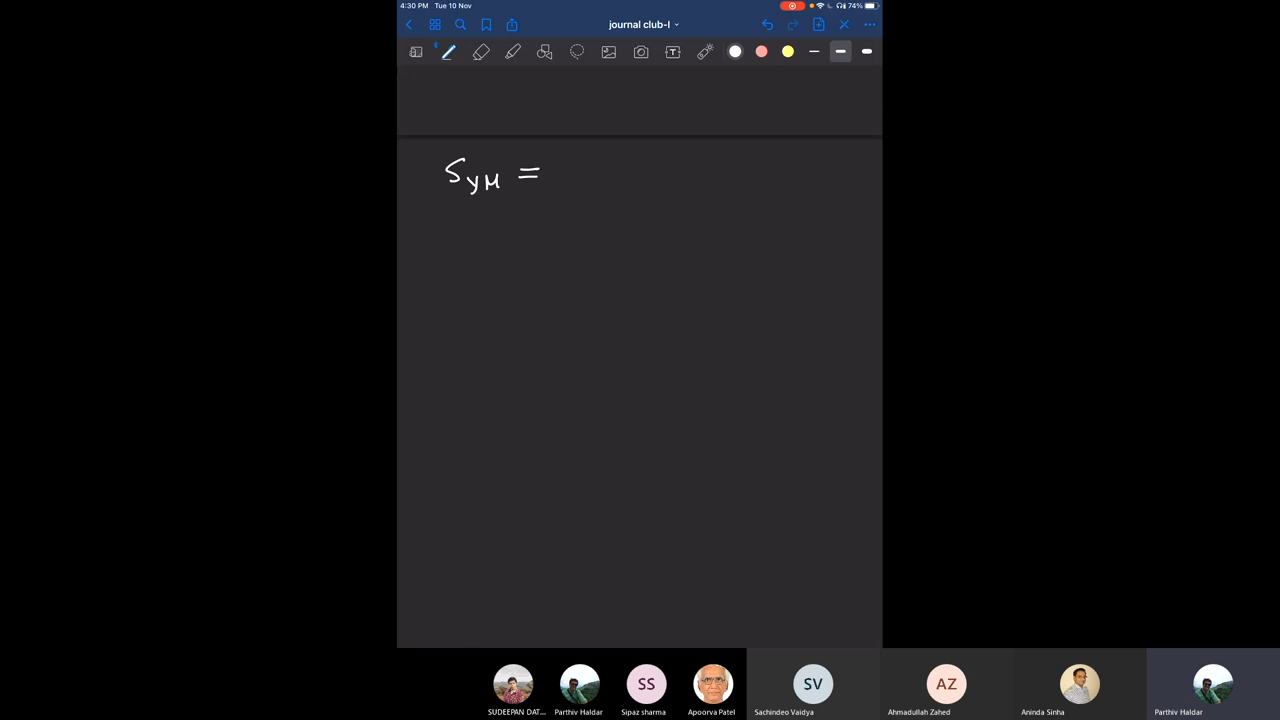 4:30 PM Tue 10 Nov
74%
journal club-I
S_YM =
SUDEEPAN DAT...
Parthiv Haldar
SS
Sipaz sharma
Apoorva Patel
SV
Sachindeo Vaidya
AZ
Ahmadullah Zahed
Aninda Sinha
Parthiv Haldar